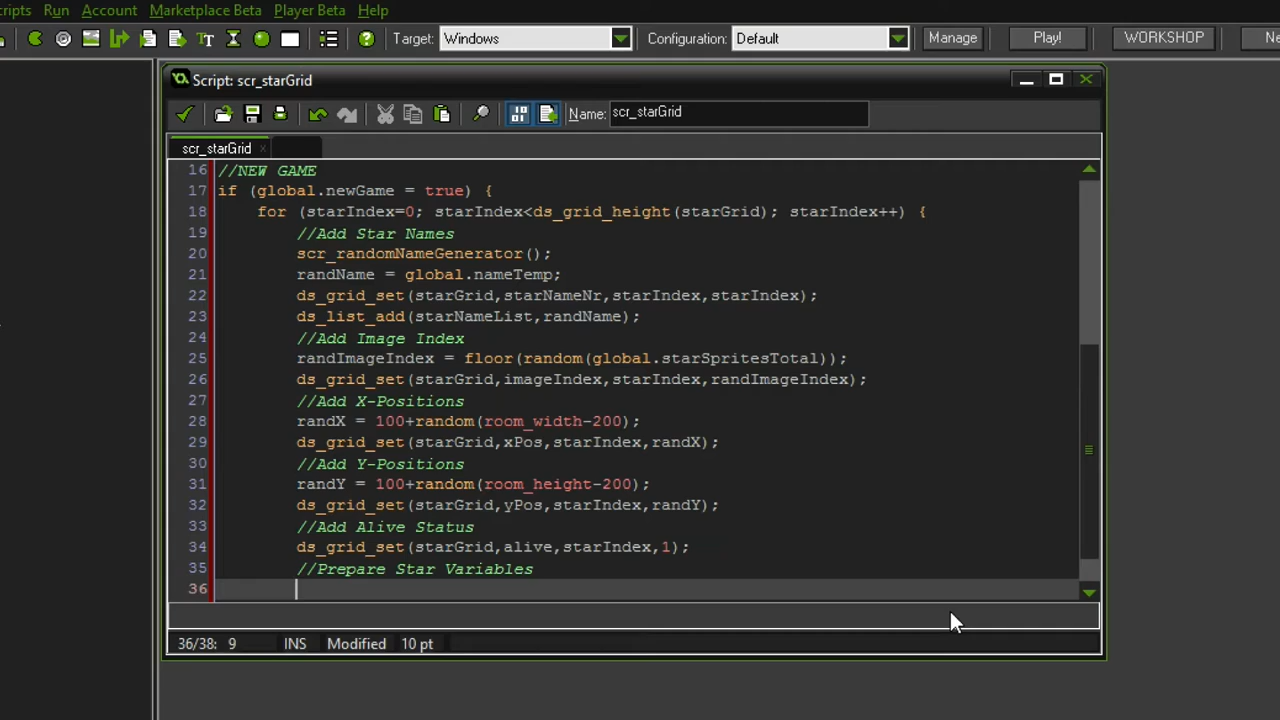 cripts Run Account Marketplace Beta Player Beta Help
Target: Windows Configuration: Default Manage Play! WORKSHOP Ne
Script: scr_starGrid
Name: scr_starGrid
scr_starGrid
16 //NEW GAME
17 if (global.newGame = true) {
18 for (starIndex=0; starIndex<ds_grid_height(starGrid); starIndex++) {
19 //Add Star Names
20 scr_randomNameGenerator();
21 randName = global.nameTemp;
22 ds_grid_set(starGrid,starNameNr,starIndex,starIndex);
23 ds_list_add(starNameList,randName);
24 //Add Image Index
25 randImageIndex = floor(random(global.starSpritesTotal));
26 ds_grid_set(starGrid,imageIndex,starIndex,randImageIndex);
27 //Add X-Positions
28 randX = 100+random(room_width-200);
29 ds_grid_set(starGrid,xPos,starIndex,randX);
30 //Add Y-Positions
31 randY = 100+random(room_height-200);
32 ds_grid_set(starGrid,yPos,starIndex,randY);
33 //Add Alive Status
34 ds_grid_set(starGrid,alive,starIndex,1);
35 //Prepare Star Variables
36
36/38: 9 INS Modified 10 pt